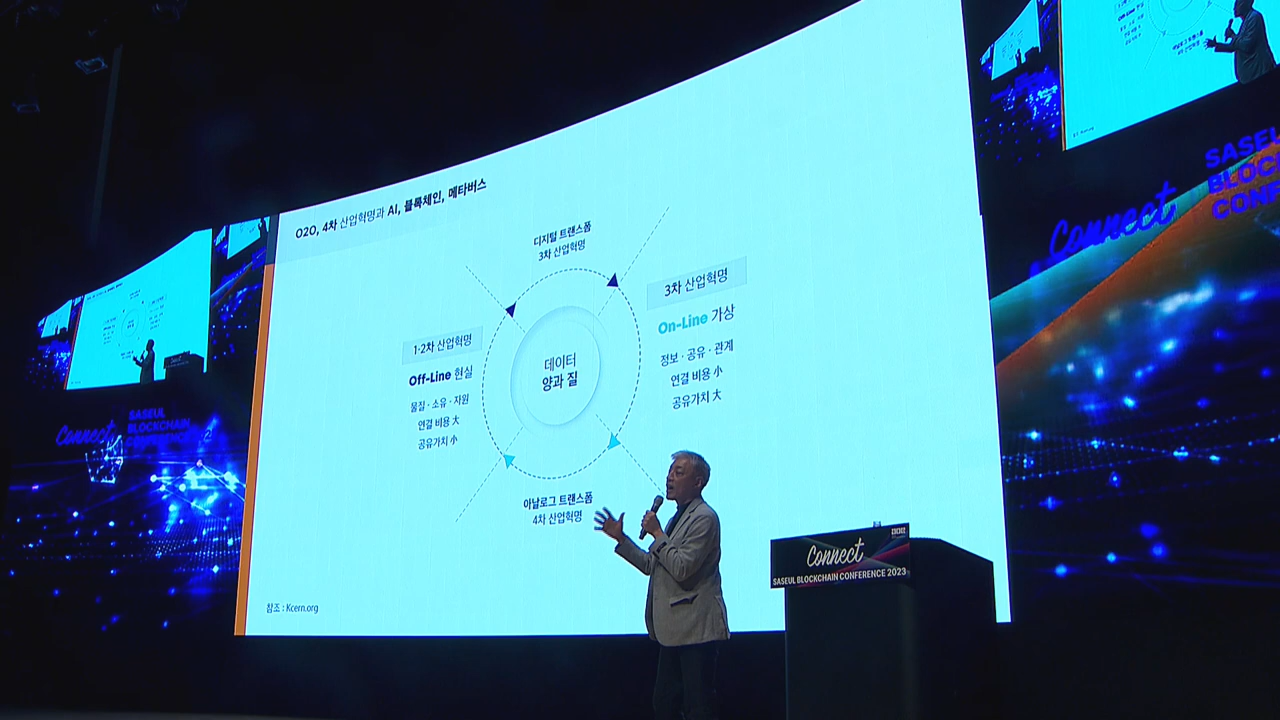 O2O, 4차 산업혁명과 AI, 블록체인, 메타버스
디지털 트랜스폼
3차 산업혁명
1·2차 산업혁명
Off-Line 현실
물질 · 소유 · 자원
연결 비용 大
공유가치 小
데이터
양과 질
3차 산업혁명
On-Line 가상
정보 · 공유 · 관계
연결 비용 小
공유가치 大
아날로그 트랜스폼
4차 산업혁명
참조 : Kcern.org
Connect
SASEUL BLOCKCHAIN CONFERENCE 2023
Connect
SASEUL
BLOCKCHAIN
CONFERENCE
Connect
SASEUL
BLOC
CONF